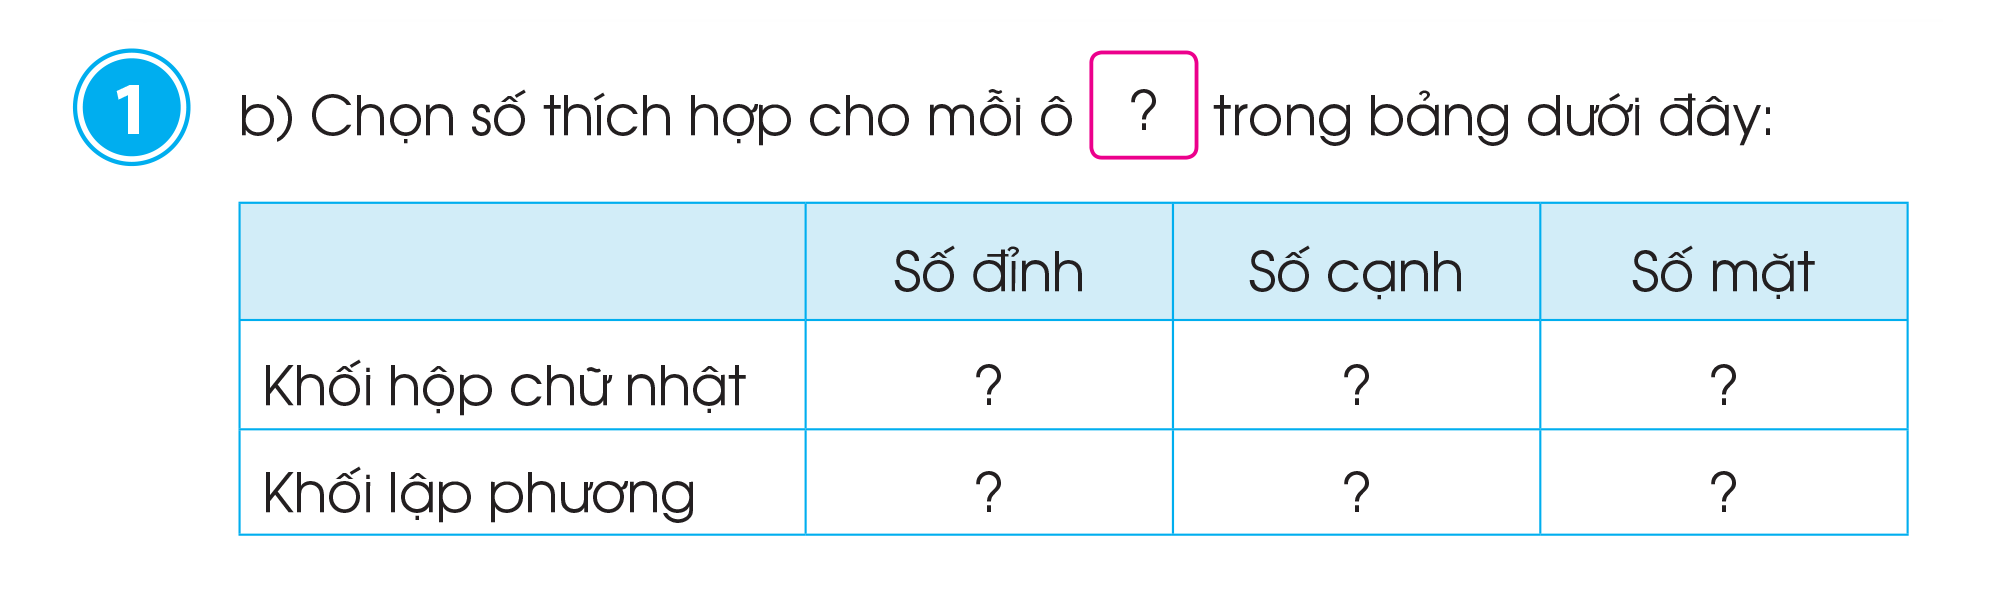 1 b) Chọn số thích hợp cho mỗi ô ? trong bảng dưới đây:
Số đỉnh Số cạnh Số mặt
Khối hộp chữ nhật ? ? ?
Khối lập phương ? ? ?